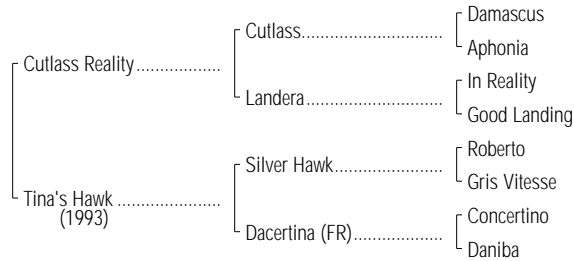 Damascus
Cutlass
Aphonia
Cutlass Reality
In Reality
Landera
Good Landing
Roberto
Silver Hawk
Gris Vitesse
Tina's Hawk
(1993)
Concertino
Dacertina (FR)
Daniba